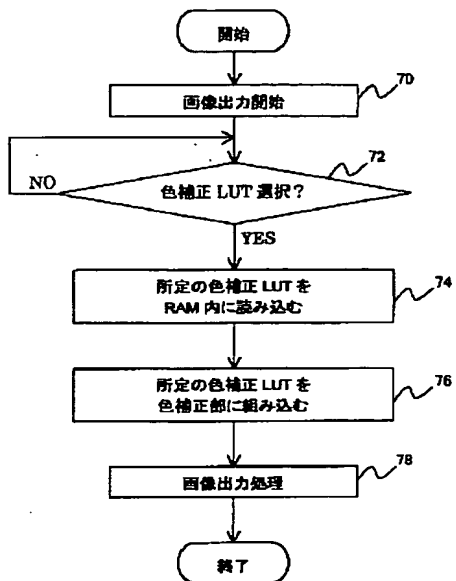 開始
画像出力開始
70
72
色補正 LUT 選択？
NO
YES
所定の色補正 LUT を
RAM 内に読み込む
74
所定の色補正 LUT を
色補正部に組み込む
76
画像出力処理
78
終了